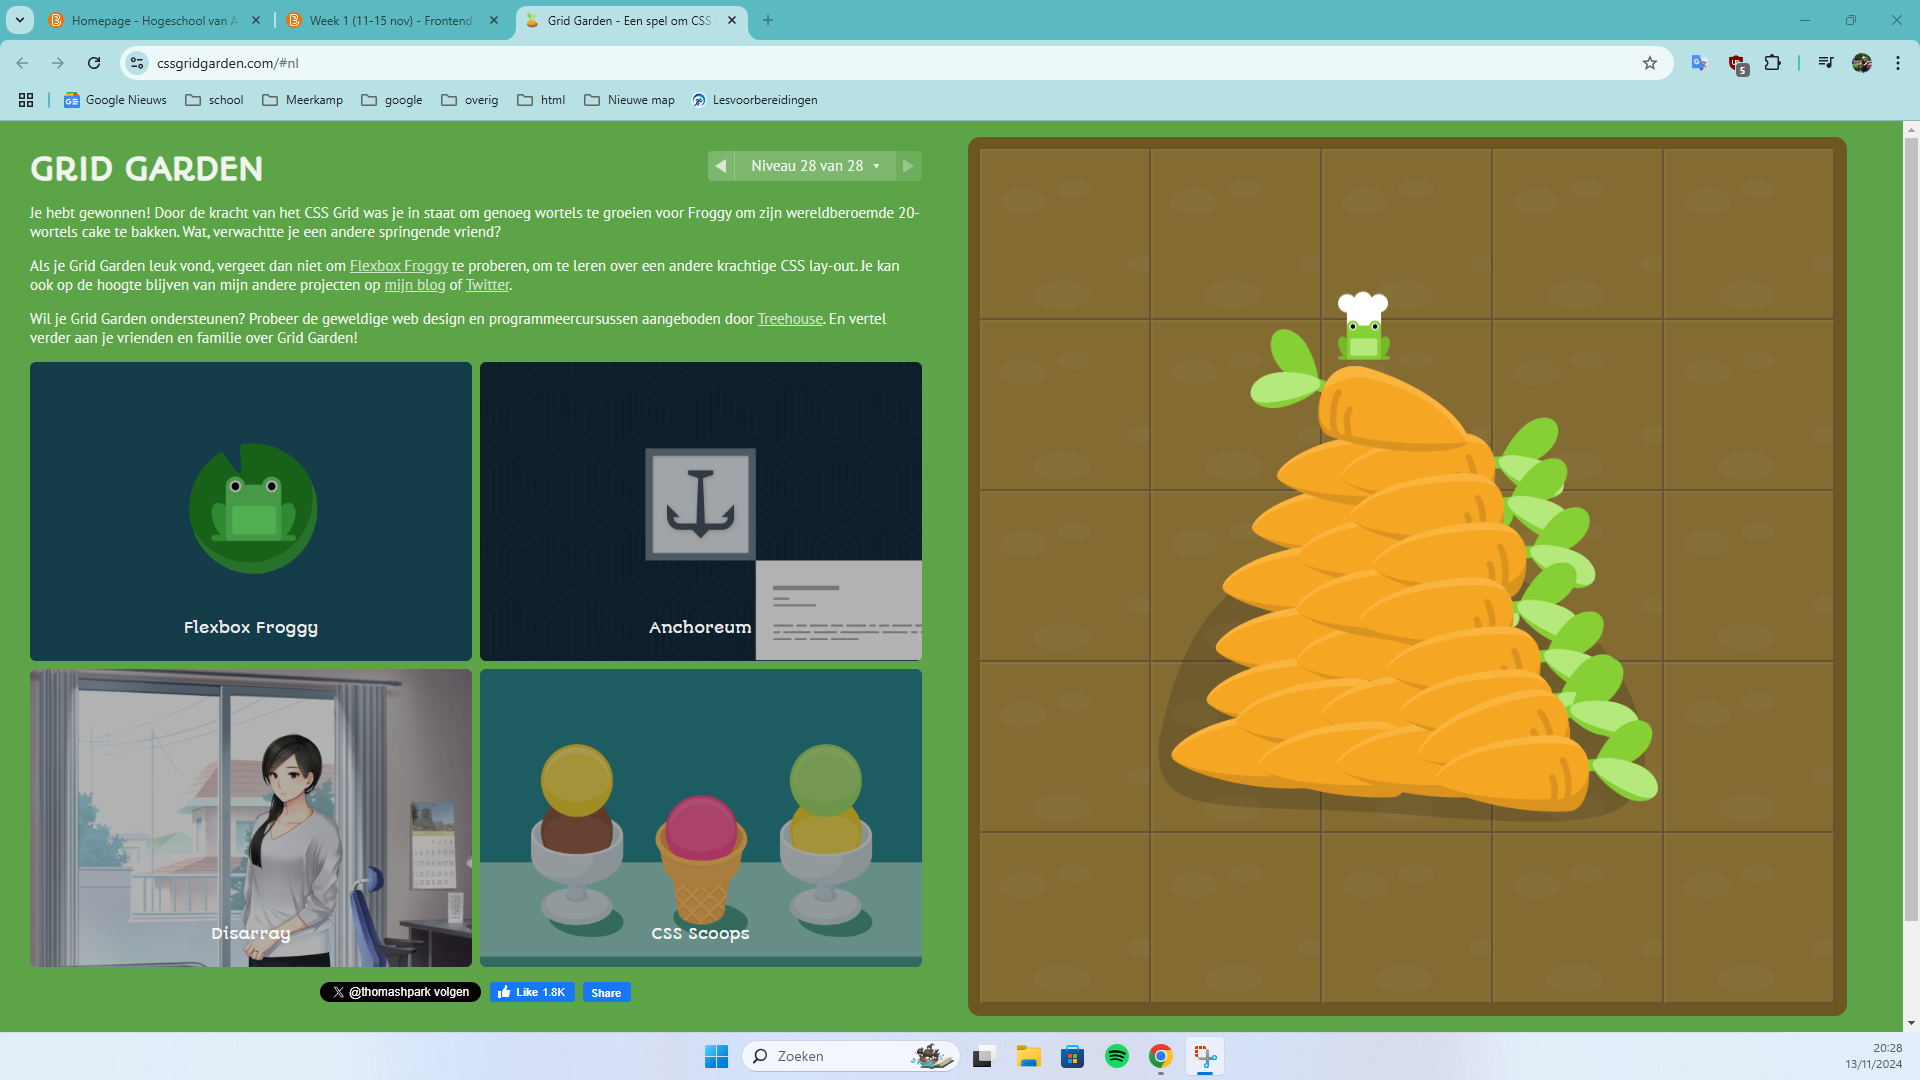 Homepage - Hogeschool van A
Week 1 (11-15 nov) - Frontend
Grid Garden - Een spel om CSS
cssgridgarden.com/#nl
5
Google Nieuws
school
Meerkamp
google
overig
html
Nieuwe map
Lesvoorbereidingen
GRID GARDEN
Niveau 28 van 28
Je hebt gewonnen! Door de kracht van het CSS Grid was je in staat om genoeg wortels te groeien voor Froggy om zijn wereldberoemde 20-
wortels cake te bakken. Wat, verwachtte je een andere springende vriend?
Als je Grid Garden leuk vond, vergeet dan niet om Flexbox Froggy te proberen, om te leren over een andere krachtige CSS lay-out. Je kan
ook op de hoogte blijven van mijn andere projecten op mijn blog of Twitter.
Wil je Grid Garden ondersteunen? Probeer de geweldige web design en programmeercursussen aangeboden door Treehouse. En vertel
verder aan je vrienden en familie over Grid Garden!
Flexbox Froggy
Anchoreum
Disarray
CSS Scoops
@thomashpark volgen
Like 1.8K
Share
Zoeken
20:28
13/11/2024